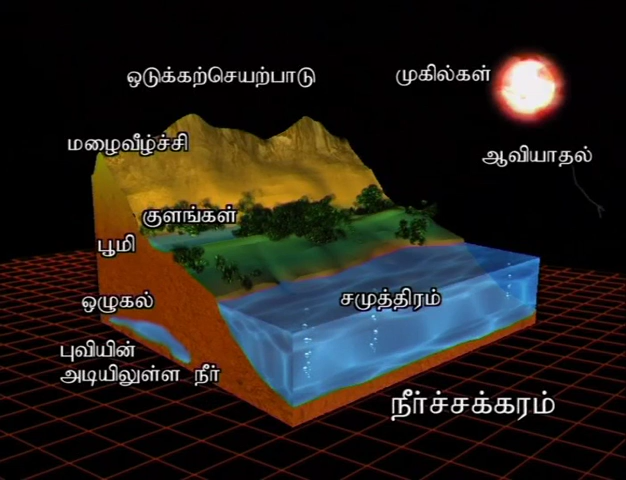 ஒடுக்கற்செயற்பாடு
முகில்கள்
மழைவீழ்ச்சி
ஆவியாதல்
குளங்கள்
பூமி
ஒழுகல்
சமுத்திரம்
புவியின்
அடியிலுள்ள நீர்
நீர்ச்சக்கரம்